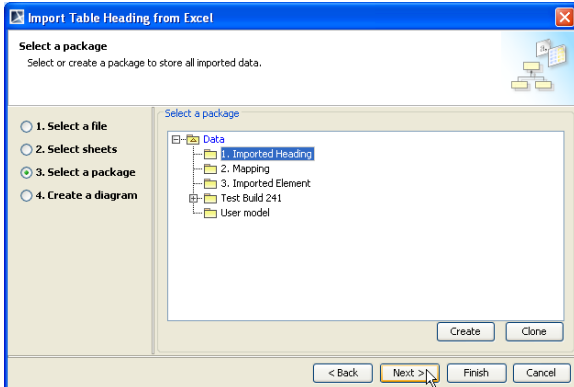 Import Table Heading from Excel
Select a package
Select or create a package to store all imported data.
1. Select a file
2. Select sheets
3. Select a package
4. Create a diagram
Select a package
Data
1. Imported Heading
2. Mapping
3. Imported Element
Test Build 241
User model
Create Clone
< Back Next > Finish Cancel